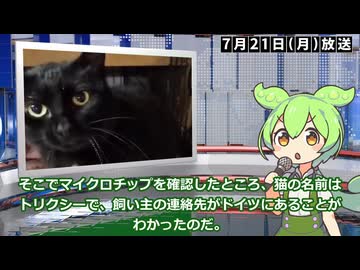 7月21日(月)放送
そこでマイクロチップを確認したところ、猫の名前は
トリクシーで、飼い主の連絡先がドイツにあることが
わかったのだ。